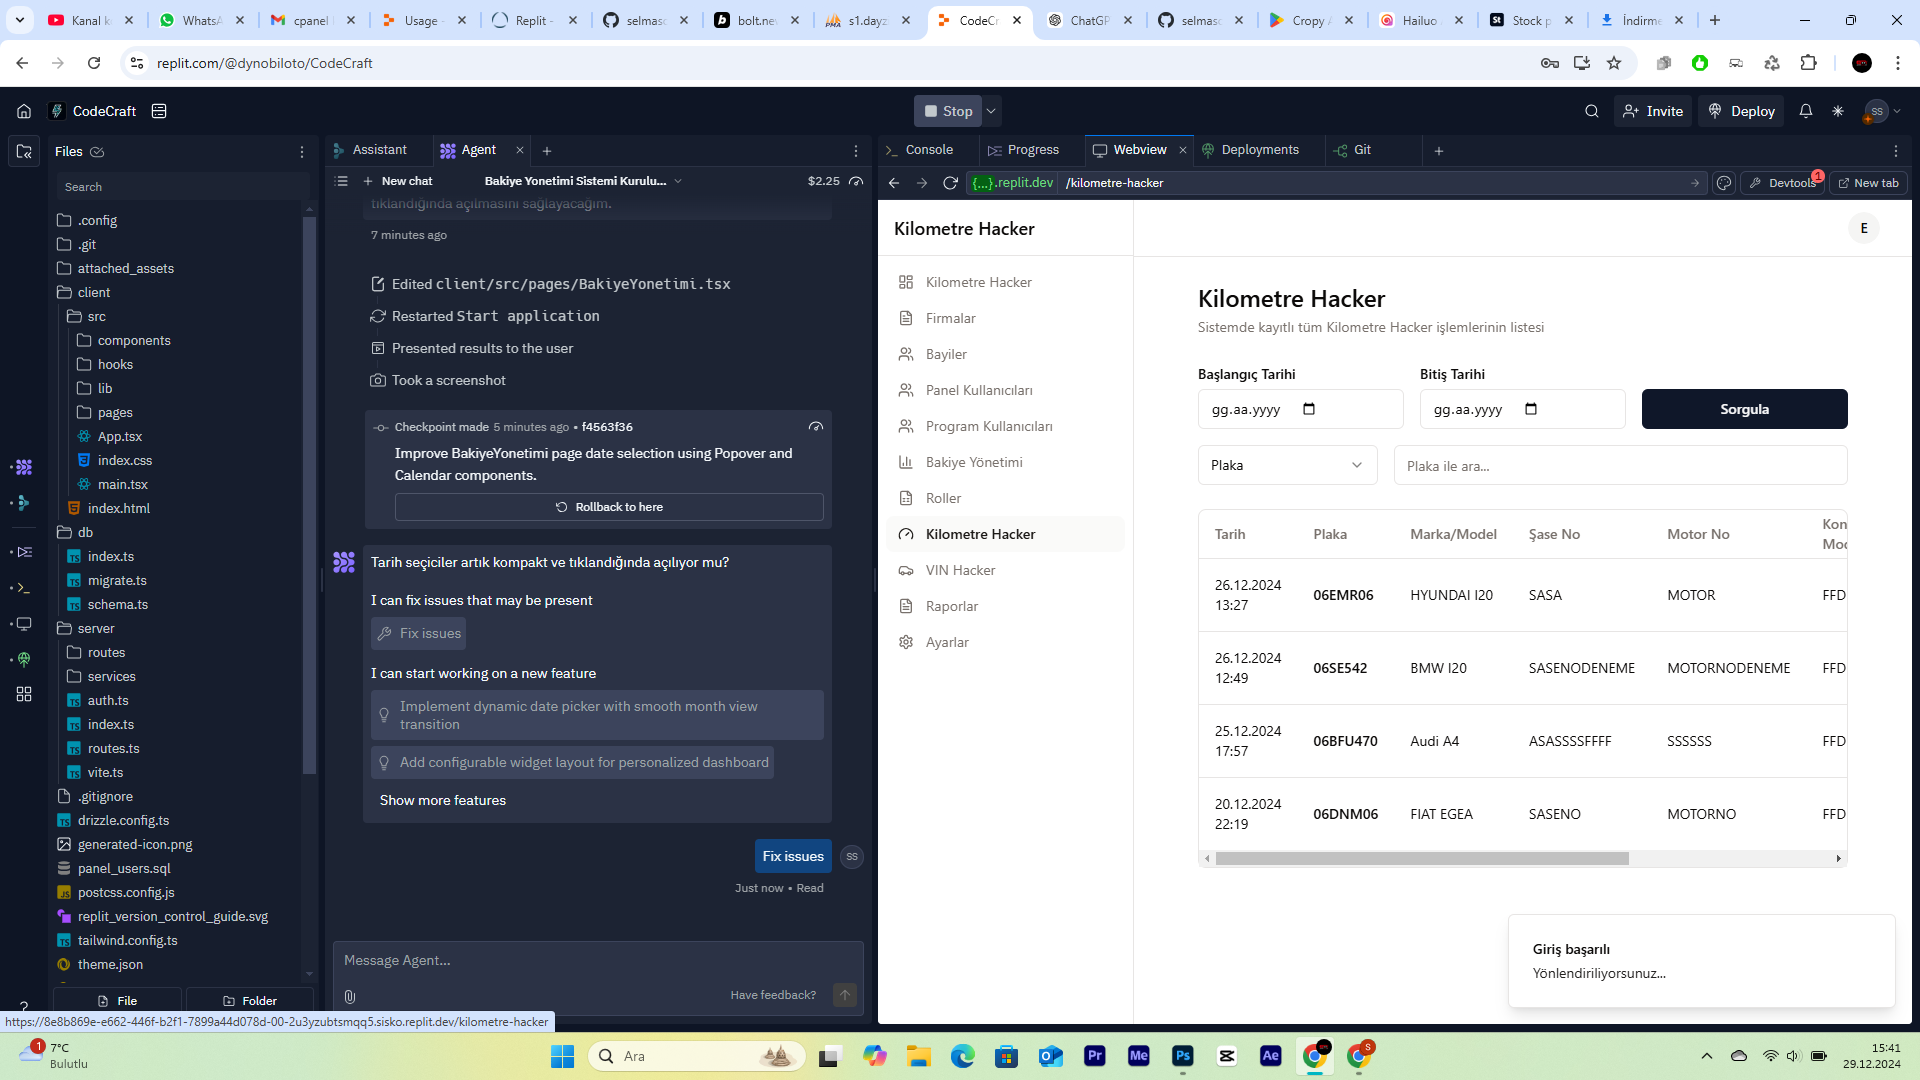 Kanal k
WhatsA
cpanel
Usage -
Replit -
selmaso
bolt.ne
s1.dayz
CodeCr
ChatGP
selmaso
Cropy
Hailuo
Stock p
İndirme
replit.com/@dynobiloto/CodeCraft
CodeCraft
Stop
Invite
Deploy
SS
Files
Search
.config
.git
attached_assets
client
src
components
hooks
lib
pages
App.tsx
index.css
main.tsx
index.html
db
index.ts
migrate.ts
schema.ts
server
routes
services
auth.ts
index.ts
routes.ts
vite.ts
.gitignore
drizzle.config.ts
generated-icon.png
panel_users.sql
postcss.config.js
replit_version_control_guide.svg
tailwind.config.ts
theme.json
File
Folder
Assistant
Agent
New chat
Bakiye Yonetimi Sistemi Kurulu...
$2.25
tıklandığında açılmasını sağlayacağım.
7 minutes ago
Edited client/src/pages/BakiyeYonetimi.tsx
Restarted Start application
Presented results to the user
Took a screenshot
Checkpoint made 5 minutes ago • f4563f36
Improve BakiyeYonetimi page date selection using Popover and
Calendar components.
Rollback to here
Tarih seçiciler artık kompakt ve tıklandığında açılıyor mu?
I can fix issues that may be present
Fix issues
I can start working on a new feature
Implement dynamic date picker with smooth month view
transition
Add configurable widget layout for personalized dashboard
Show more features
Fix issues
SS
Just now • Read
Message Agent...
Have feedback?
Console
Progress
Webview
Deployments
Git
{...}.replit.dev
/kilometre-hacker
Devtools
1
New tab
Kilometre Hacker
E
Kilometre Hacker
Firmalar
Bayiler
Panel Kullanıcıları
Program Kullanıcıları
Bakiye Yönetimi
Roller
Kilometre Hacker
VIN Hacker
Raporlar
Ayarlar
Kilometre Hacker
Sistemde kayıtlı tüm Kilometre Hacker işlemlerinin listesi
Başlangıç Tarihi
Bitiş Tarihi
gg.aa.yyyy
gg.aa.yyyy
Sorgula
Plaka
Plaka ile ara...
Tarih Plaka Marka/Model Şase No Motor No Kon
Mod
26.12.2024
13:27 06EMR06 HYUNDAI I20 SASA MOTOR FFD
26.12.2024
12:49 06SE542 BMW I20 SASENODENEME MOTORNODENEME FFD
25.12.2024
17:57 06BFU470 Audi A4 ASASSSSFFFF SSSSSS FFD
20.12.2024
22:19 06DNM06 FIAT EGEA SASENO MOTORNO FFD
Giriş başarılı
Yönlendiriliyorsunuz...
https://8e8b869e-e662-446f-b2f1-7899a44d078d-00-2u3yzubtsmqq5.sisko.replit.dev/kilometre-hacker
1
7°C
Bulutlu
Ara
Pr
Me
Ps
Ae
S
15:41
29.12.2024